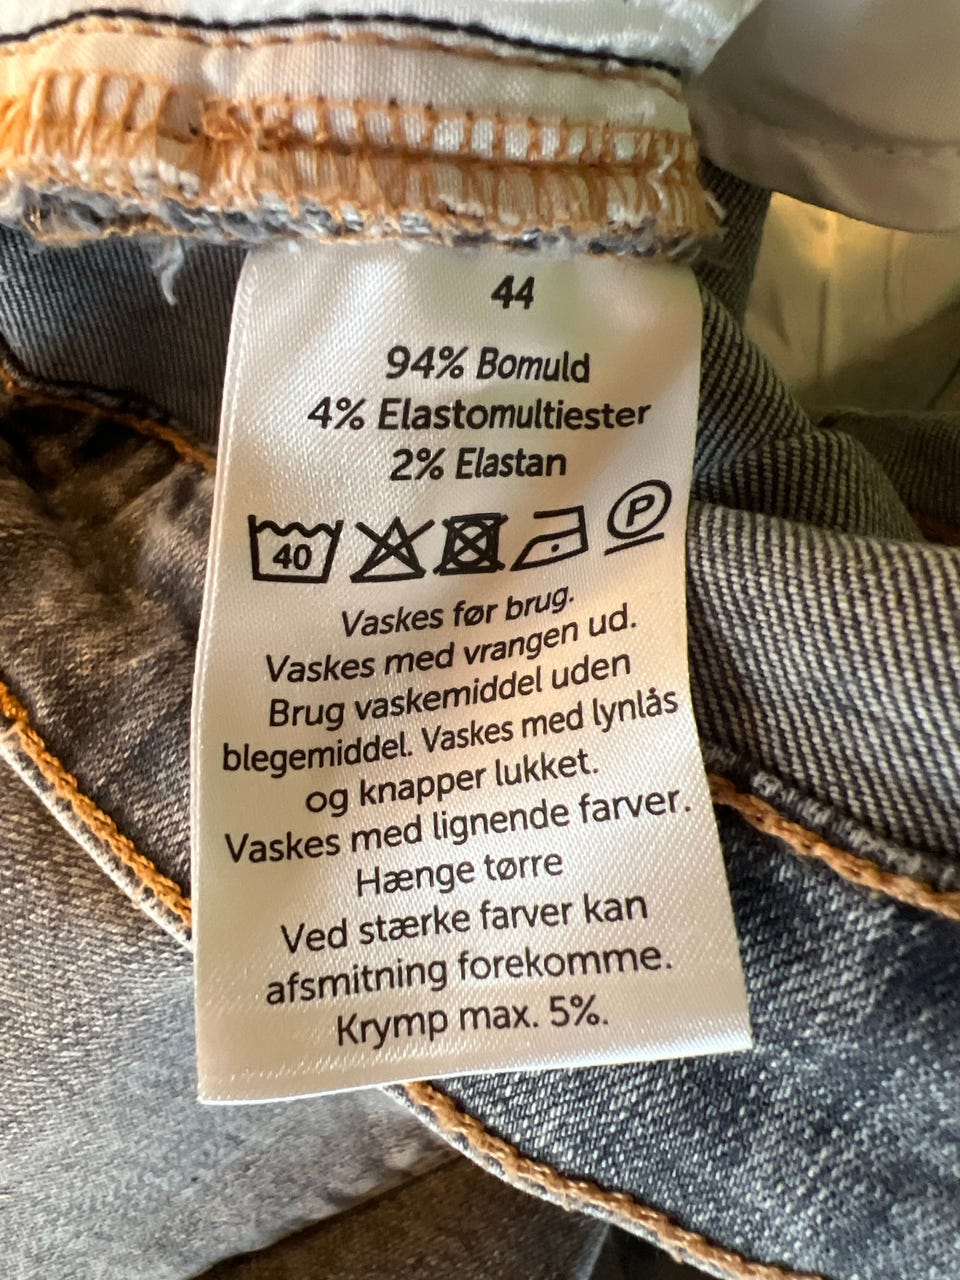 44
94% Bomuld
4% Elastomultiester
2% Elastan
40 P
Vaskes før brug.
Vaskes med vrangen ud.
Brug vaskemiddel uden
blegemiddel. Vaskes med lynlås
og knapper lukket.
Vaskes med lignende farver.
Hænge tørre
Ved stærke farver kan
afsmitning forekomme.
Krymp max. 5%.